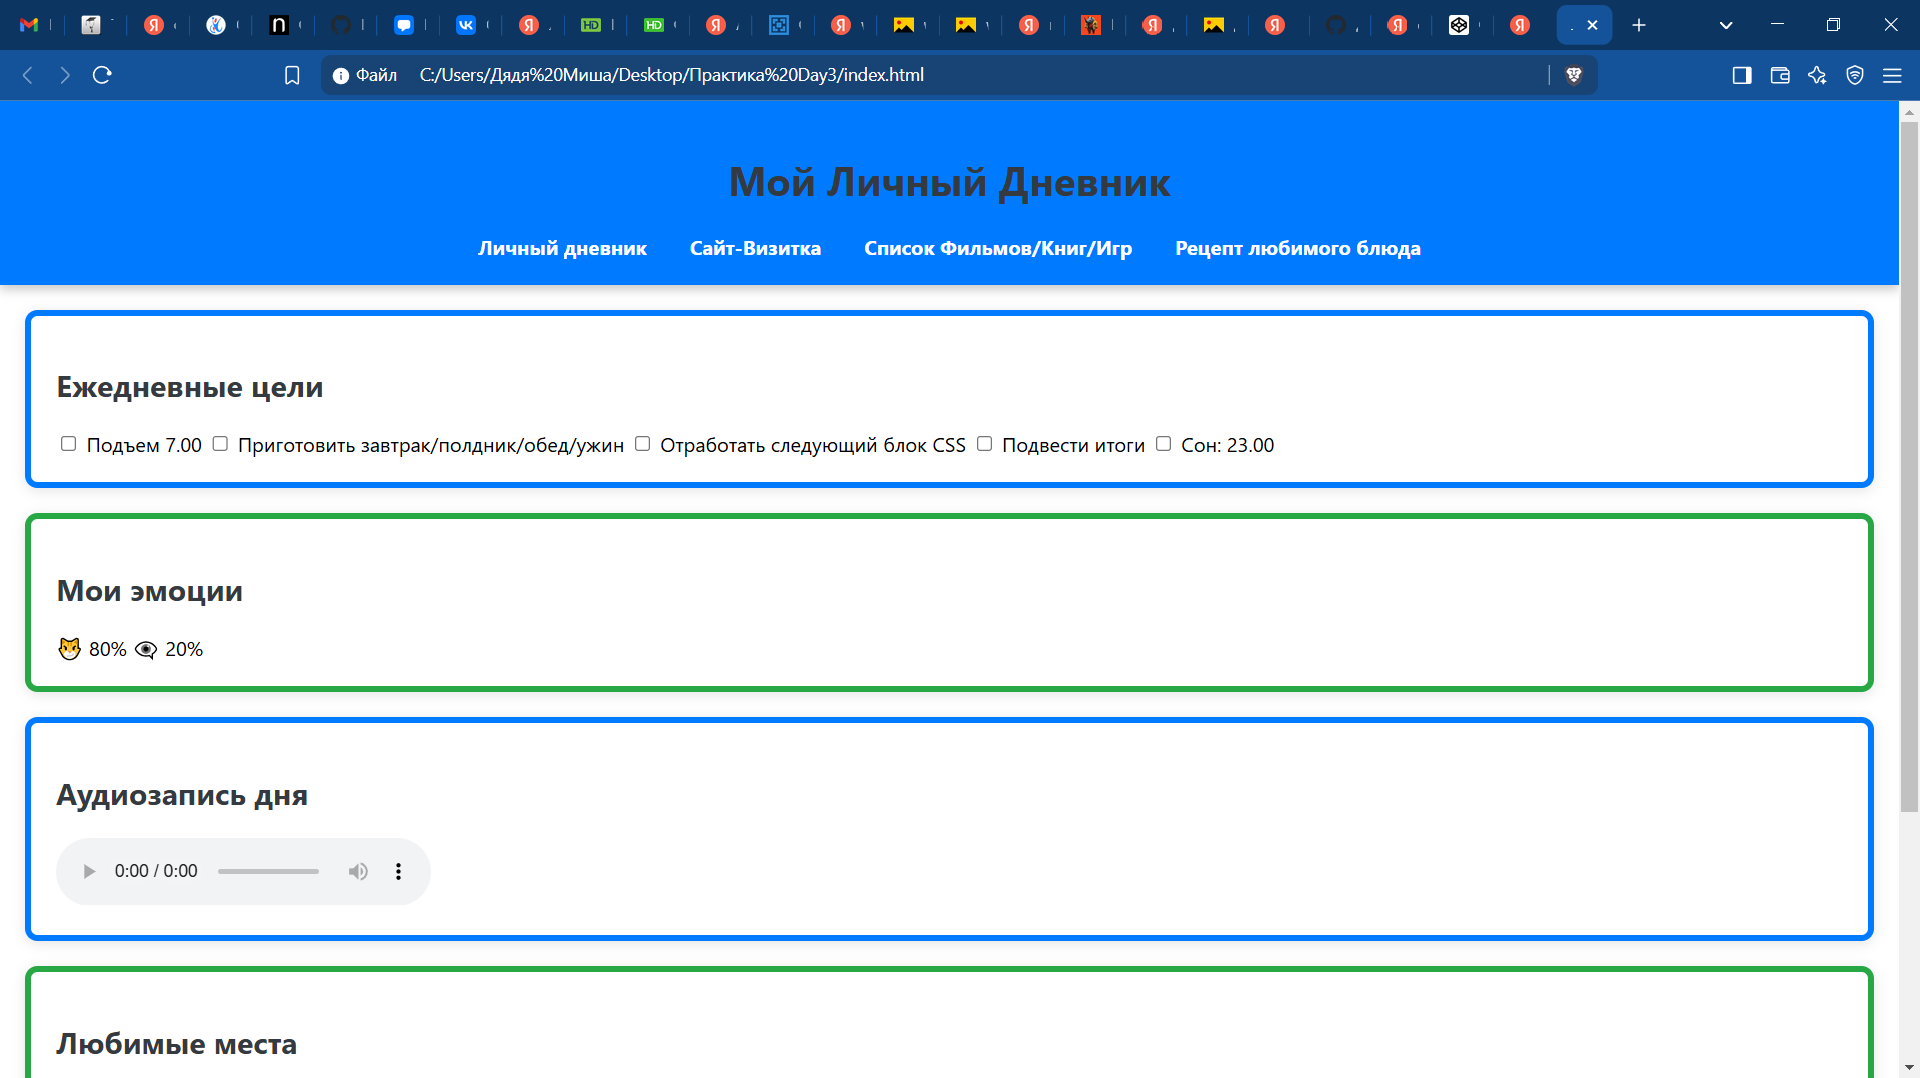 Файл C:/Users/Дядя%20Миша/Desktop/Практика%20Day3/index.html
Мой Личный Дневник
Личный дневник Сайт-Визитка Список Фильмов/Книг/Игр Рецепт любимого блюда
Ежедневные цели
Подъем 7.00 Приготовить завтрак/полдник/обед/ужин Отработать следующий блок CSS Подвести итоги Сон: 23.00
Мои эмоции
80% 20%
Аудиозапись дня
0:00 / 0:00
Любимые места